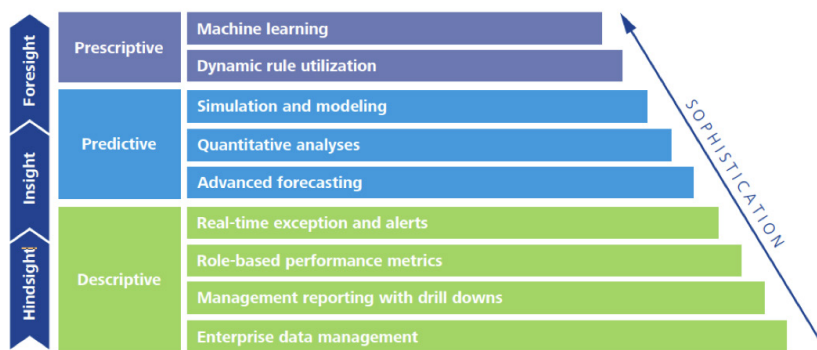 Foresight
Insight
Hindsight
Prescriptive
Machine learning
Dynamic rule utilization
Predictive
Simulation and modeling
Quantitative analyses
Advanced forecasting
Descriptive
Real-time exception and alerts
Role-based performance metrics
Management reporting with drill downs
Enterprise data management
SOPHISTICATION